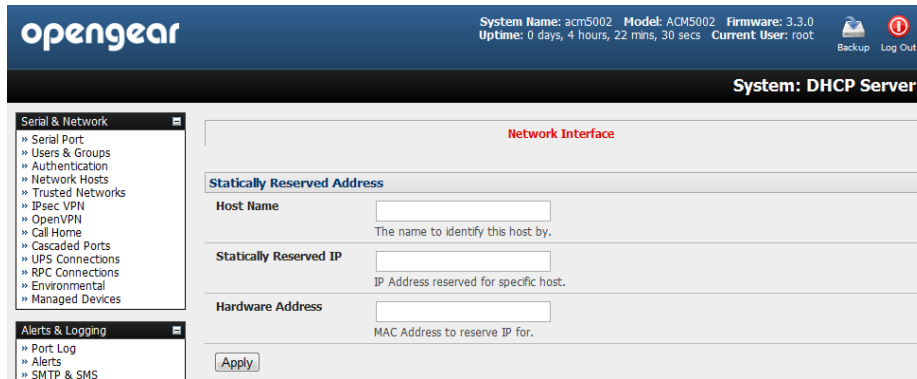 opengear
System Name: acm5002 Model: ACM5002 Firmware: 3.3.0
Uptime: 0 days, 4 hours, 22 mins, 30 secs Current User: root
Backup
Log Out
System: DHCP Server
Serial & Network
» Serial Port
» Users & Groups
» Authentication
» Network Hosts
» Trusted Networks
» IPsec VPN
» OpenVPN
» Call Home
» Cascaded Ports
» UPS Connections
» RPC Connections
» Environmental
» Managed Devices
Alerts & Logging
» Port Log
» Alerts
» SMTP & SMS
Network Interface
Statically Reserved Address
Host Name
The name to identify this host by.
Statically Reserved IP
IP Address reserved for specific host.
Hardware Address
MAC Address to reserve IP for.
Apply